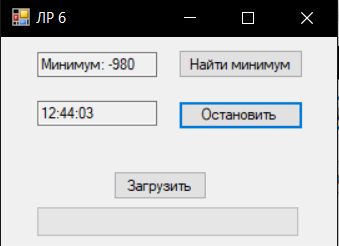 ЛР 6
Минимум: -980
Найти минимум
12:44:03
Остановить
Загрузить